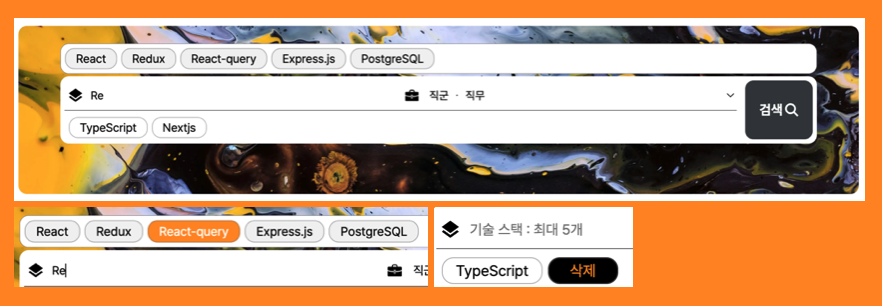 React Redux React-query Express.js PostgreSQL
Re 직군 · 직무
TypeScript Nextjs
검색
React Redux React-query Express.js PostgreSQL
Re 직군
기술 스택 : 최대 5개
TypeScript 삭제